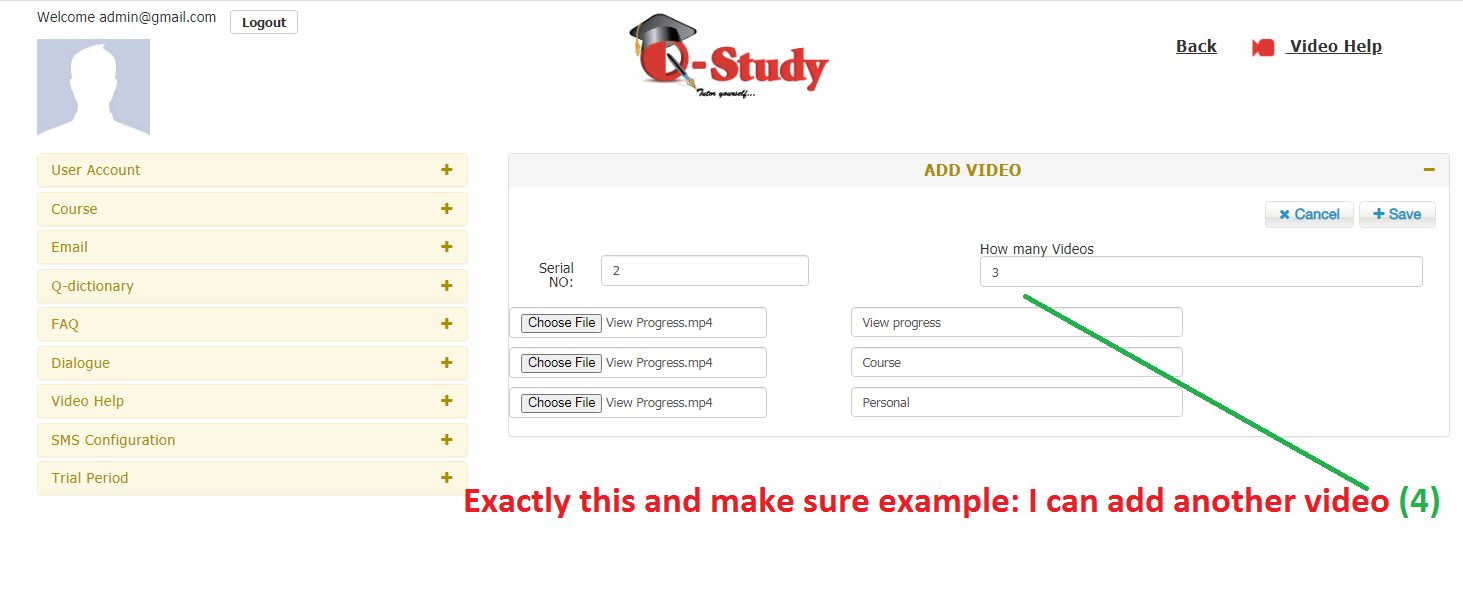 Welcome admin@gmail.com Logout
Q-Study
Tutor yourself...
Back Video Help
User Account
Course
Email
Q-dictionary
FAQ
Dialogue
Video Help
SMS Configuration
Trial Period
ADD VIDEO
Cancel Save
How many Videos
Serial NO: 2 3
Choose File View Progress.mp4 View progress
Choose File View Progress.mp4 Course
Choose File View Progress.mp4 Personal
Exactly this and make sure example: I can add another video (4)